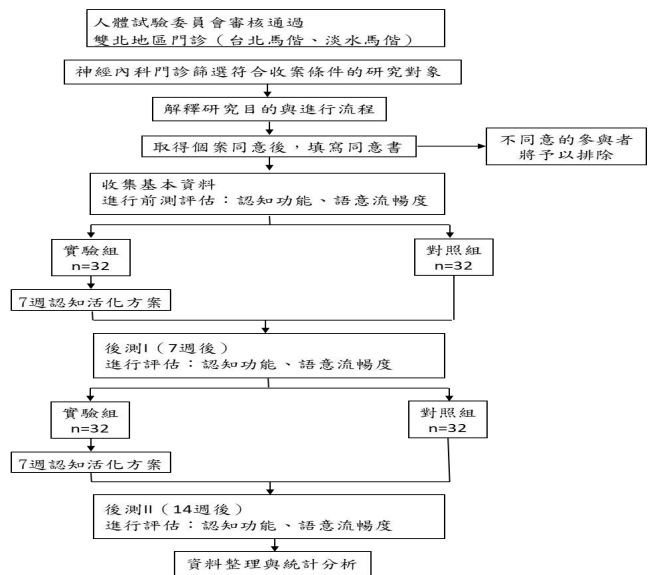 人體試驗委員會審核通過
雙北地區門診（台北馬偕、淡水馬偕）
神經內科門診篩選符合收案條件的研究對象
解釋研究目的與進行流程
取得個案同意後，填寫同意書
不同意的參與者
將予以排除
收集基本資料
進行前測評估：認知功能、語意流暢度
實驗組
n=32
對照組
n=32
7週認知活化方案
後測I（7週後）
進行評估：認知功能、語意流暢度
實驗組
n=32
對照組
n=32
7週認知活化方案
後測II（14週後）
進行評估：認知功能、語意流暢度
資料整理與統計分析